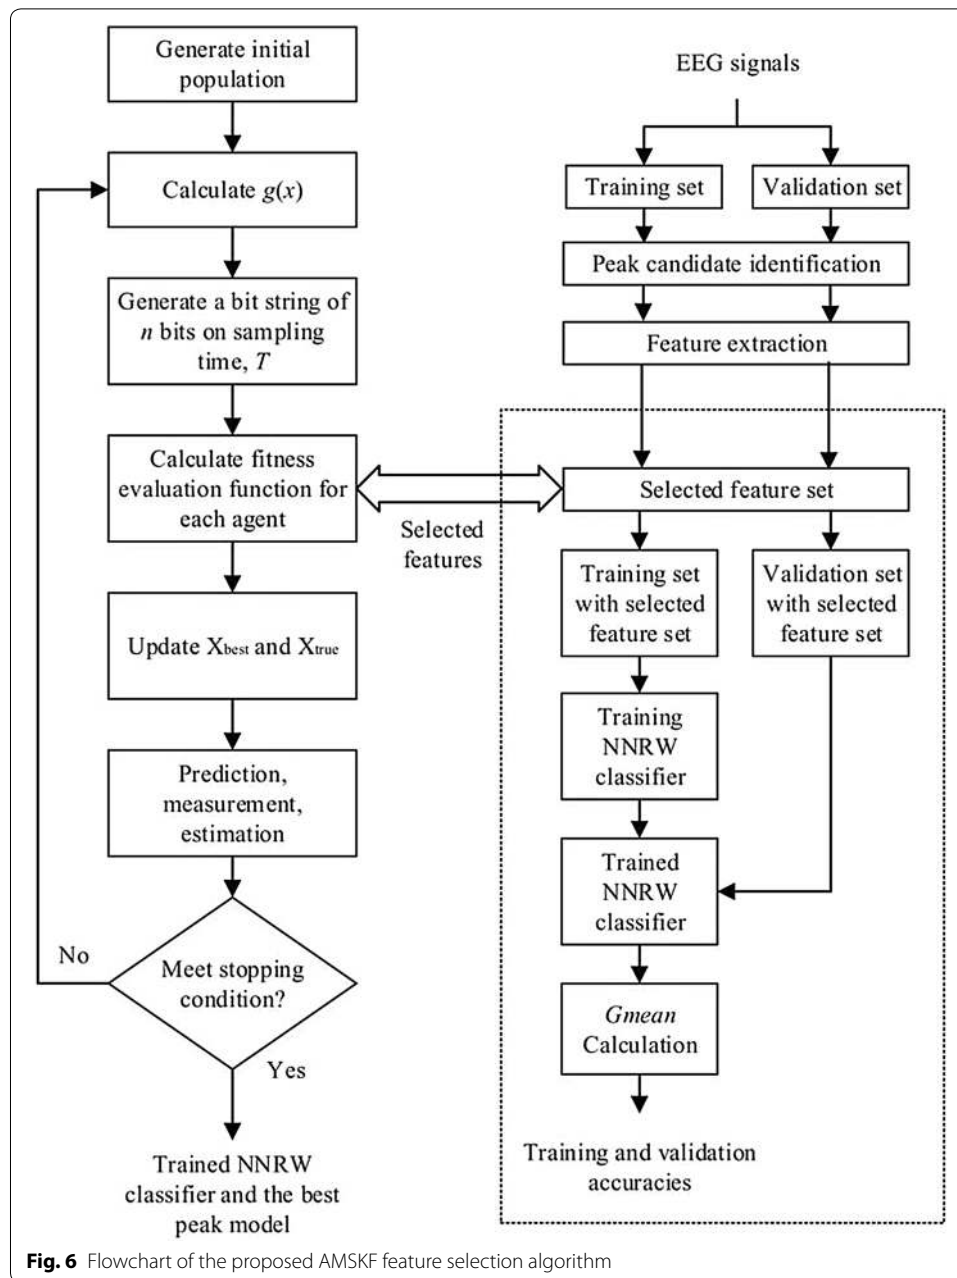 Generate initial
population
Calculate g(x)
Generate a bit string of
n bits on sampling
time, T
Calculate fitness
evaluation function for
each agent
Update Xbest and Xtrue
Prediction,
measurement,
estimation
No
Meet stopping
condition?
Yes
Trained NNRW
classifier and the best
peak model
Selected
features
EEG signals
Training set
Validation set
Peak candidate identification
Feature extraction
Selected feature set
Training set
with selected
feature set
Validation set
with selected
feature set
Training
NNRW
classifier
Trained
NNRW
classifier
Gmean
Calculation
Training and validation
accuracies
Fig. 6 Flowchart of the proposed AMSKF feature selection algorithm